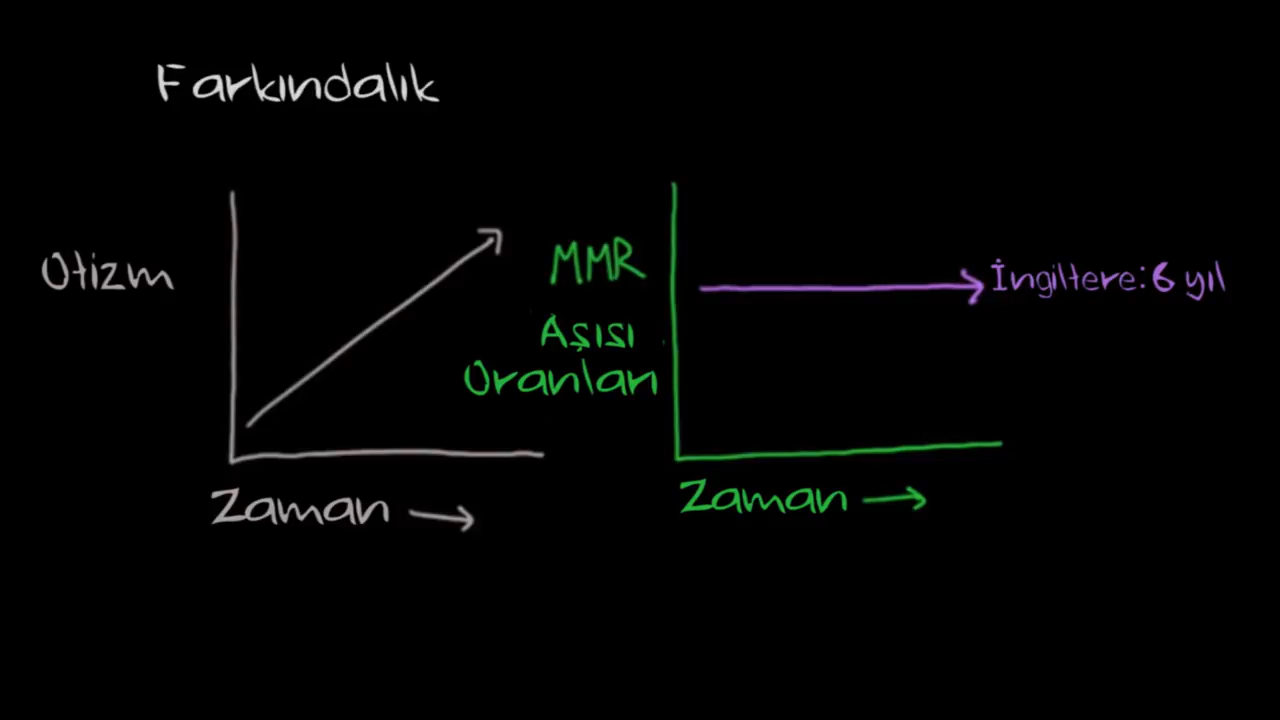 Farkındalık
Otizm
Zaman
MMR
Aşısı
Oranları
Zaman
İngiltere: 6 yıl